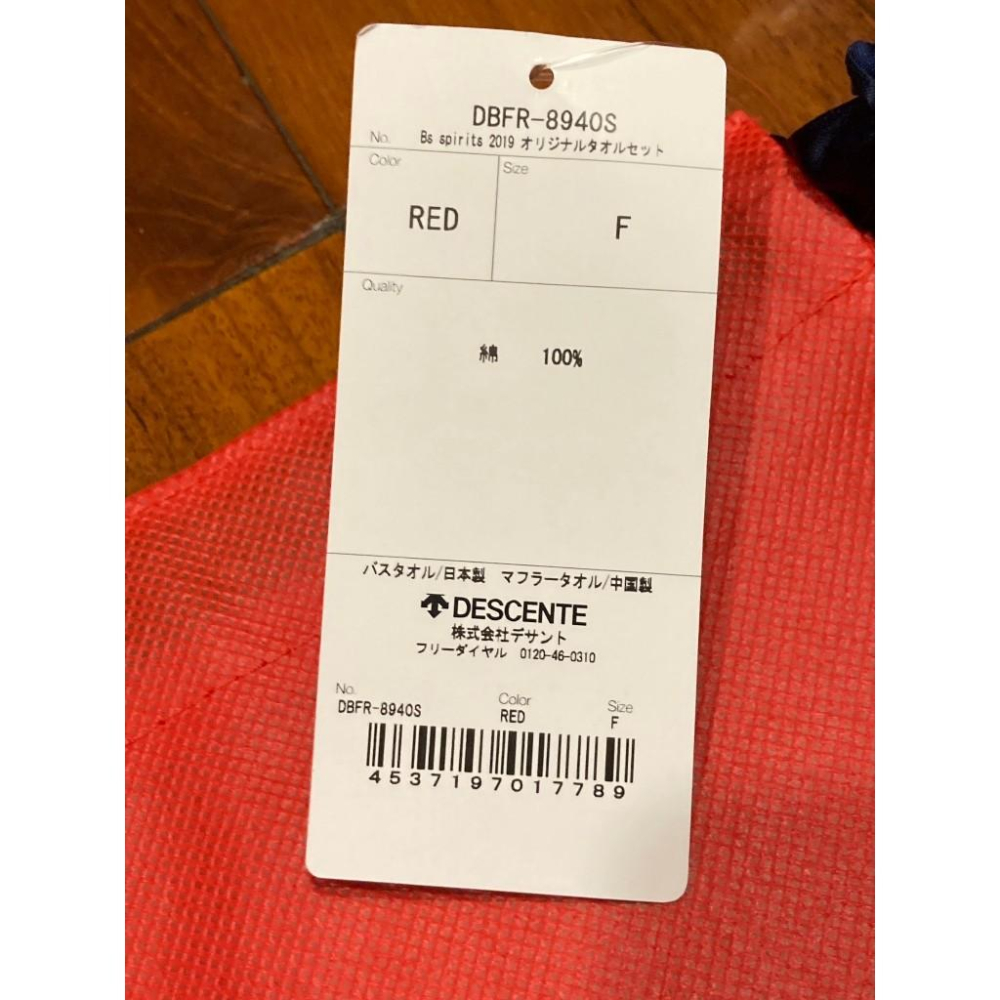 DBFR-8940S
No. Bs spirits 2019 オリジナルタオルセット
Color Size
RED F
Quality
綿 100%
バスタオル/日本製 マフラータオル/中国製
DESCENTE
株式会社デサント
フリーダイヤル 0120-46-0310
No. Color Size
DBFR-8940S RED F
4537197017789